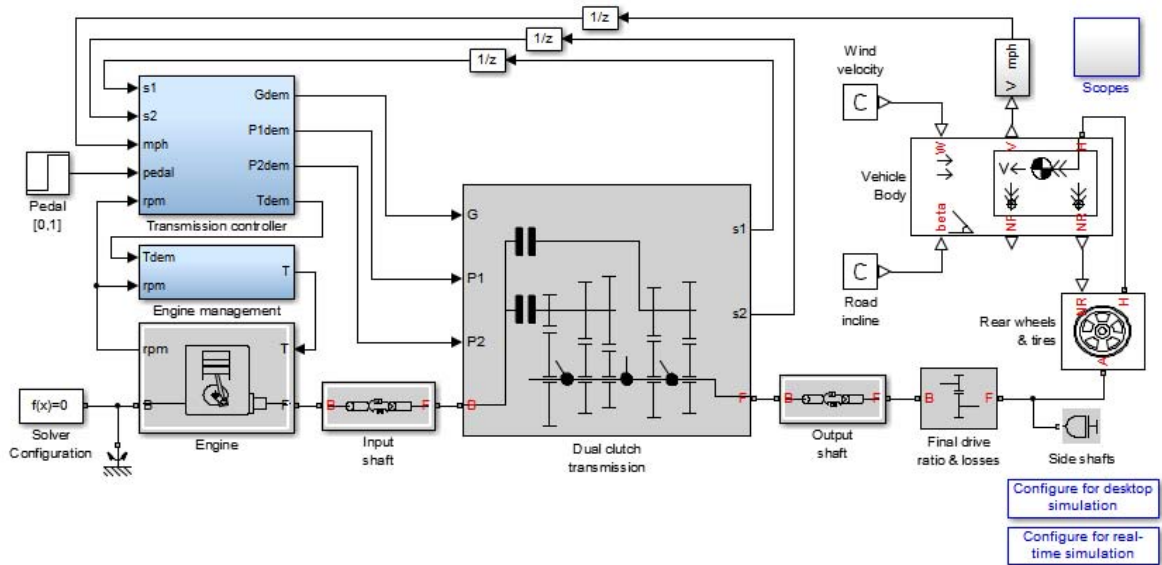 1/z
1/z
1/z
V mph
Scopes
Wind
velocity
C
s1
s2
mph
pedal
rpm
Gdem
P1dem
P2dem
Tdem
Transmission controller
Pedal
[0,1]
Tdem
rpm
T
Engine management
rpm
T
B
F
Engine
f(x)=0
Solver
Configuration
B
F
Input
shaft
G
P1
P2
B
s1
s2
F
Dual clutch
transmission
B
F
Output
shaft
B
F
Final drive
ratio & losses
Side shafts
Vehicle
Body
W
V
H
V
beta
NF
NR
C
Road
incline
Rear wheels
& tires
NR
H
A
Configure for desktop
simulation
Configure for real-
time simulation